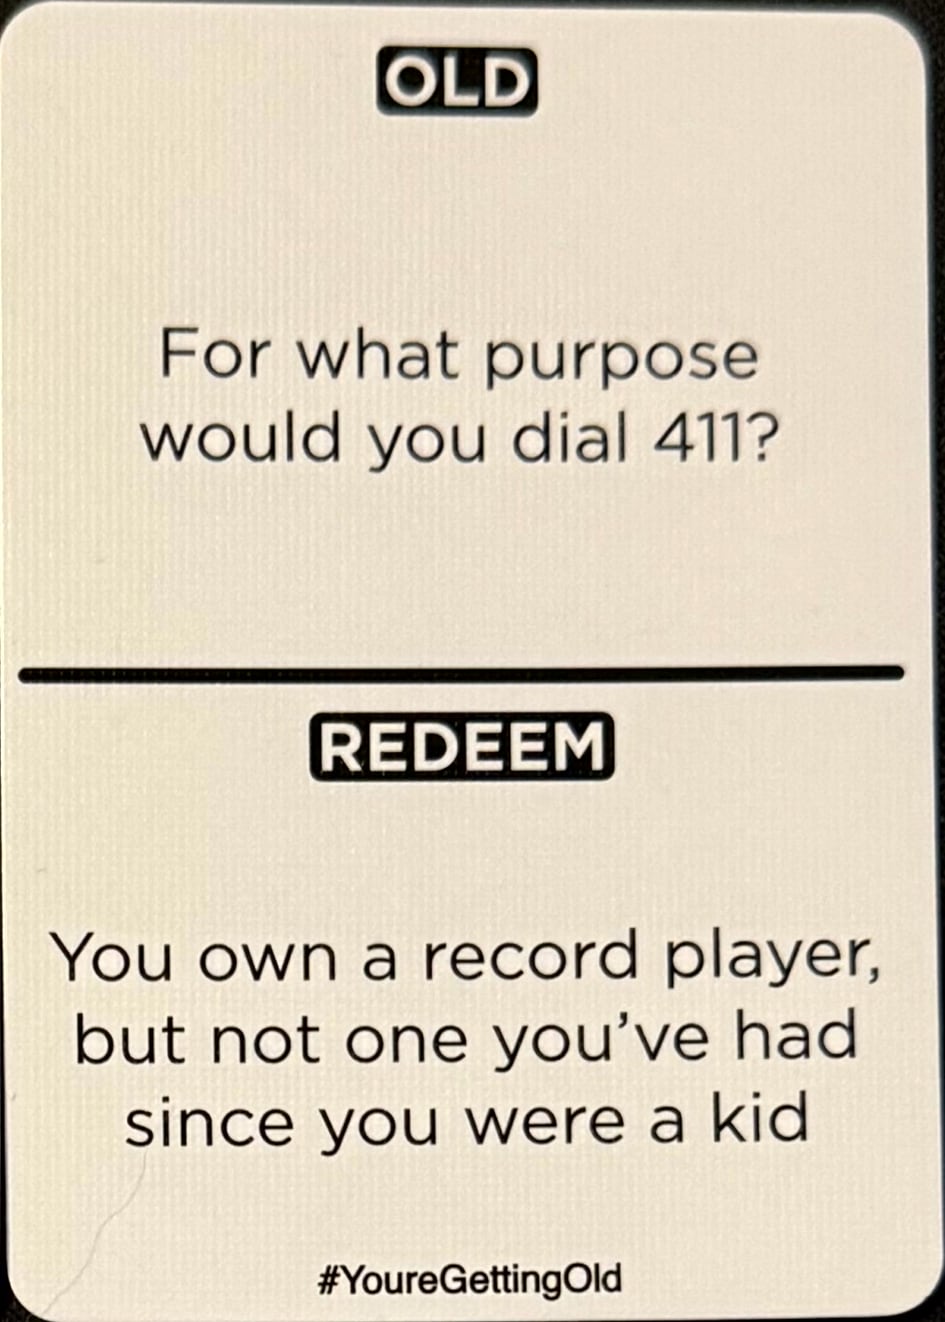 OLD
For what purpose
would you dial 411?
REDEEM
You own a record player,
but not one you've had
since you were a kid
#YoureGettingOld